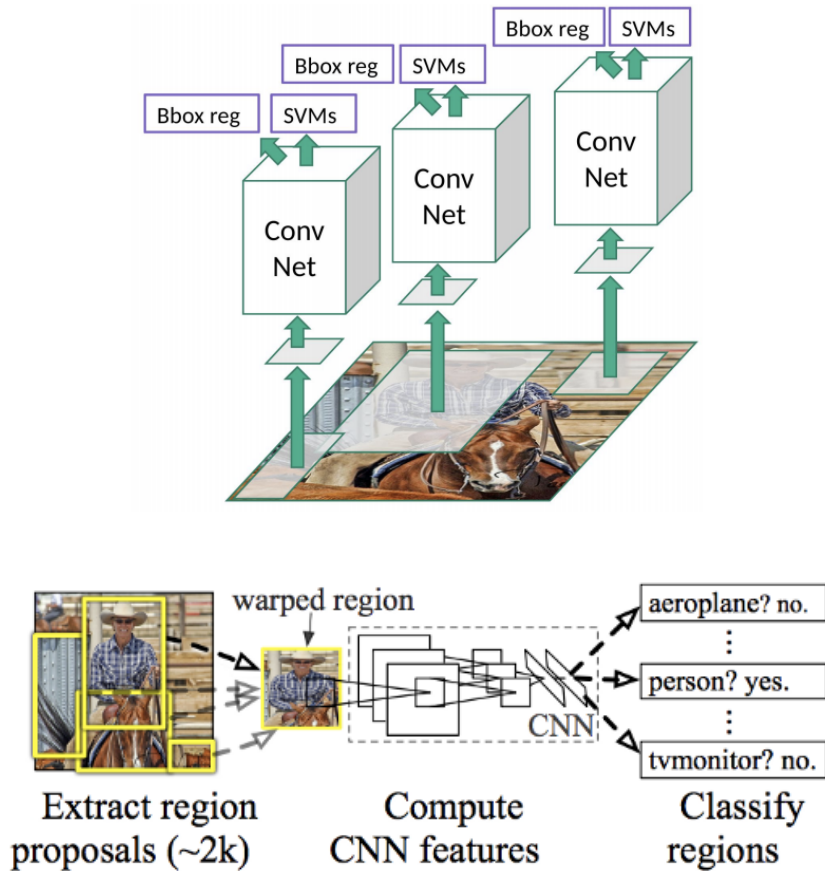 Bbox reg
SVMs
Bbox reg
SVMs
Bbox reg
SVMs
Conv
Net
Conv
Net
Conv
Net
warped region
aeroplane? no.
person? yes.
tvmonitor? no.
CNN
Extract region
proposals (~2k)
Compute
CNN features
Classify
regions